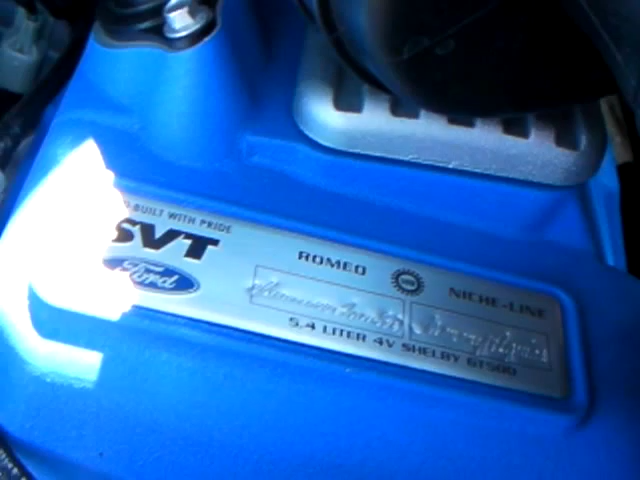 BUILT WITH PRIDE
SVT
Ford
ROMEO
NICHE-LINE
5.4 LITER 4V SHELBY GT500